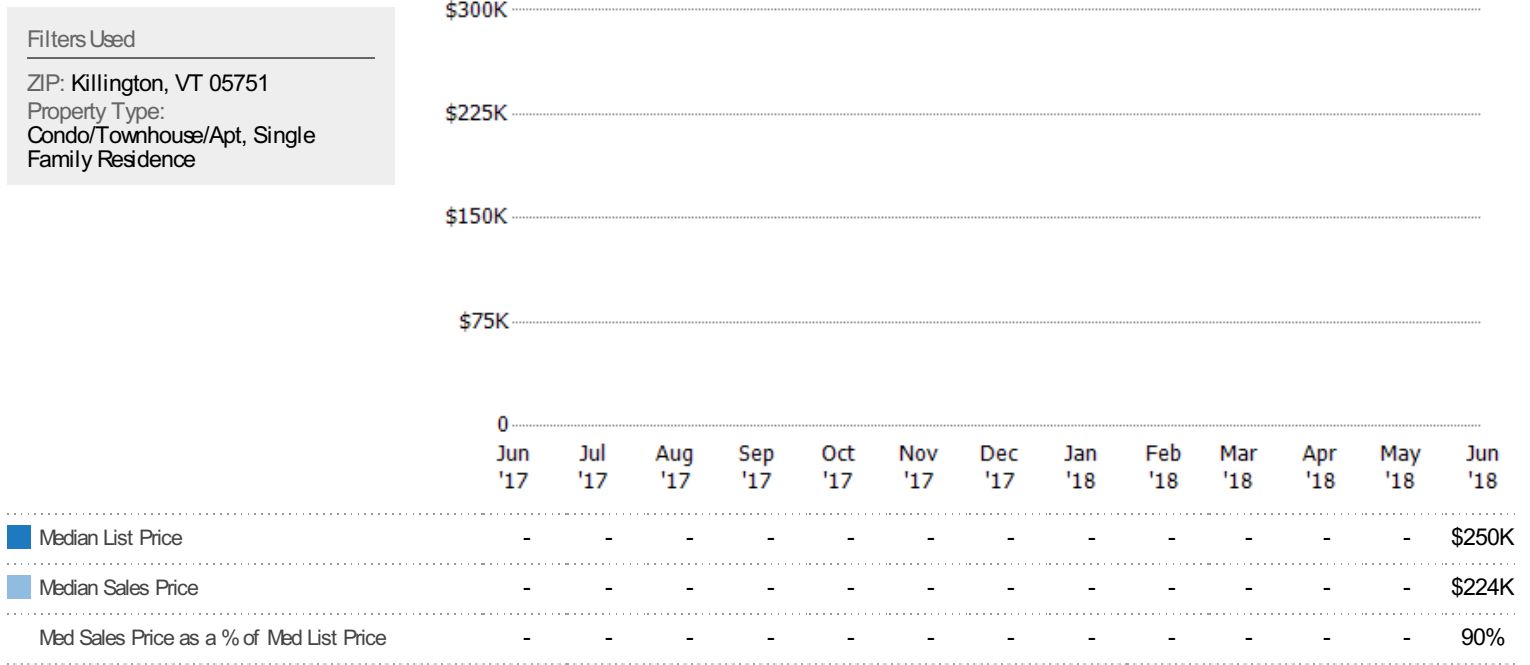 Filters Used
ZIP: Killington, VT 05751
Property Type:
Condo/Townhouse/Apt, Single
Family Residence
$300K
$225K
$150K
$75K
0
Jun Jul Aug Sep Oct Nov Dec Jan Feb Mar Apr May Jun
'17 '17 '17 '17 '17 '17 '17 '18 '18 '18 '18 '18 '18
Median List Price - - - - - - - - - - - - $250K
Median Sales Price - - - - - - - - - - - - $224K
Med Sales Price as a % of Med List Price - - - - - - - - - - - - 90%